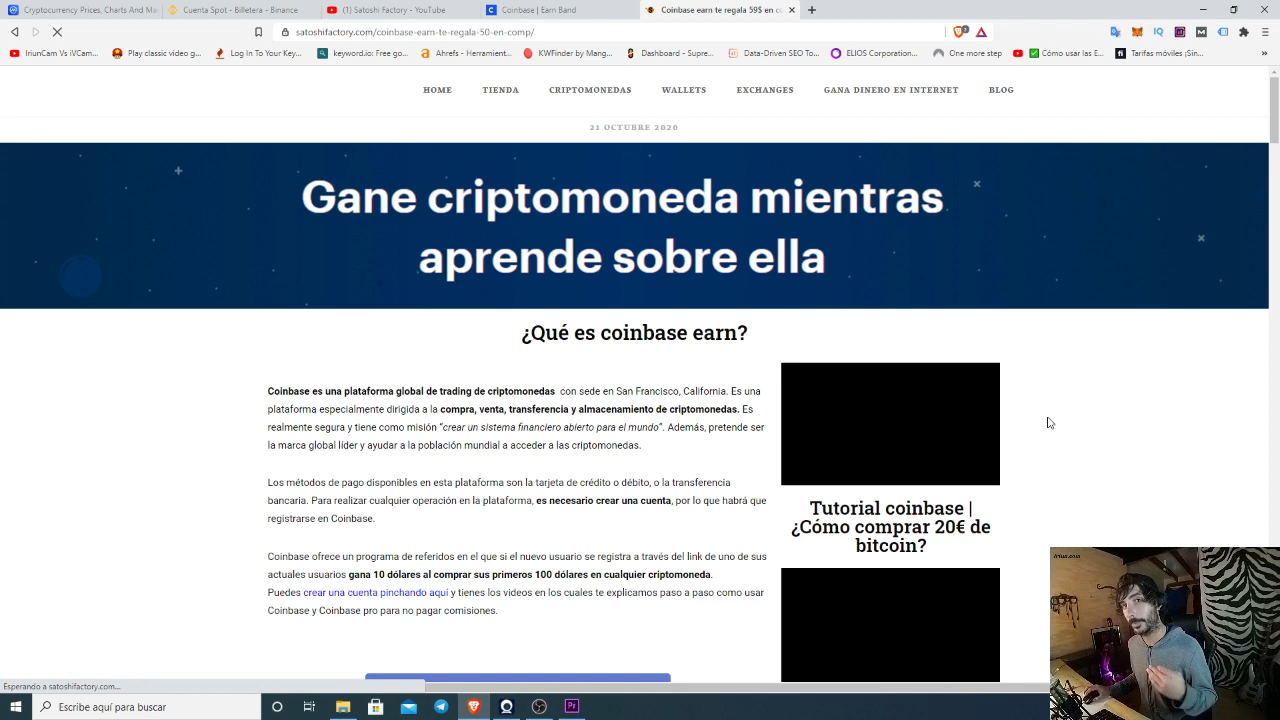 Cryptocurrency Prices, Charts And Ma
Cuenta Spot - Billetera - Binance
(1) Satoshi Factory - YouTube
Coinbase | Earn Band
Coinbase earn te regala 59$ en c
satoshifactory.com/coinbase-earn-te-regala-50-en-comp/
IriunCam Vs iVCam...
Play classic video g...
Log In To Your Key...
keyword.io: Free go...
Ahrefs - Herramient...
KWFinder by Mang...
Dashboard - Supre...
Data-Driven SEO To...
ELIOS Corporation...
One more step
Cómo usar las E...
Tarifas móviles ¡Sin...
HOME
TIENDA
CRIPTOMONEDAS
WALLETS
EXCHANGES
GANA DINERO EN INTERNET
BLOG
21 OCTUBRE 2020
Gane criptomoneda mientras
aprende sobre ella
¿Qué es coinbase earn?
Coinbase es una plataforma global de trading de criptomonedas con sede en San Francisco, California. Es una
plataforma especialmente dirigida a la compra, venta, transferencia y almacenamiento de criptomonedas. Es
realmente segura y tiene como misión “crear un sistema financiero abierto para el mundo”. Además, pretende ser
la marca global líder y ayudar a la población mundial a acceder a las criptomonedas.
Los métodos de pago disponibles en esta plataforma son la tarjeta de crédito o débito, o la transferencia
bancaria. Para realizar cualquier operación en la plataforma, es necesario crear una cuenta, por lo que habrá que
registrarse en Coinbase.
Coinbase ofrece un programa de referidos en el que si el nuevo usuario se registra a través del link de uno de sus
actuales usuarios gana 10 dólares al comprar sus primeros 100 dólares en cualquier criptomoneda.
Puedes crear una cuenta pinchando aquí y tienes los videos en los cuales te explicamos paso a paso como usar
Coinbase y Coinbase pro para no pagar comisiones.
Tutorial coinbase |
¿Cómo comprar 20€ de
bitcoin?
iriun.com
Esperando a satoshifactory.com...
Escribe aquí para buscar